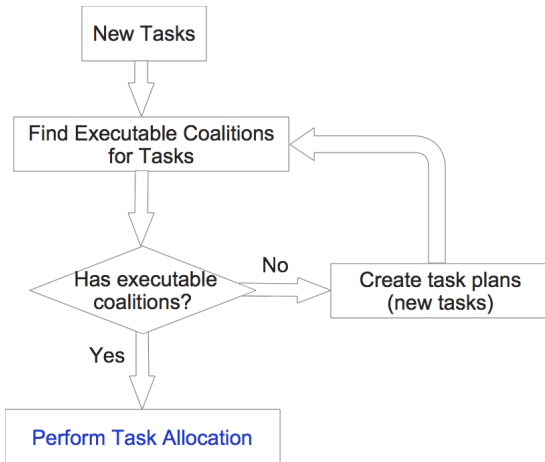 New Tasks
Find Executable Coalitions
for Tasks
Has executable
coalitions?
No
Create task plans
(new tasks)
Yes
Perform Task Allocation